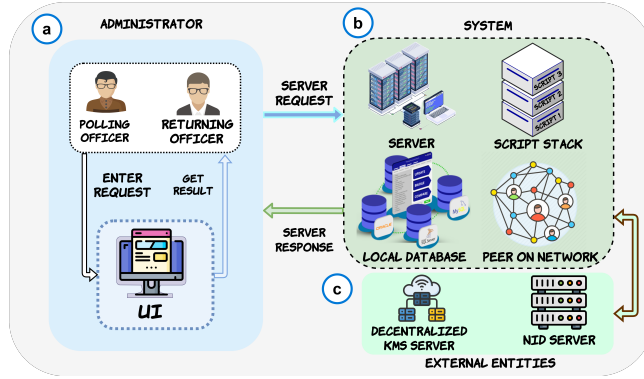 a
ADMINISTRATOR
POLLING
OFFICER
RETURNING
OFFICER
ENTER
REQUEST
GET
RESULT
UI
SERVER
REQUEST
SERVER
RESPONSE
b
SYSTEM
SERVER
SCRIPT 3
SCRIPT 2
SCRIPT 1
SCRIPT STACK
LOCAL DATABASE
PEER ON NETWORK
c
DECENTRALIZED
KMS SERVER
NID SERVER
EXTERNAL ENTITIES